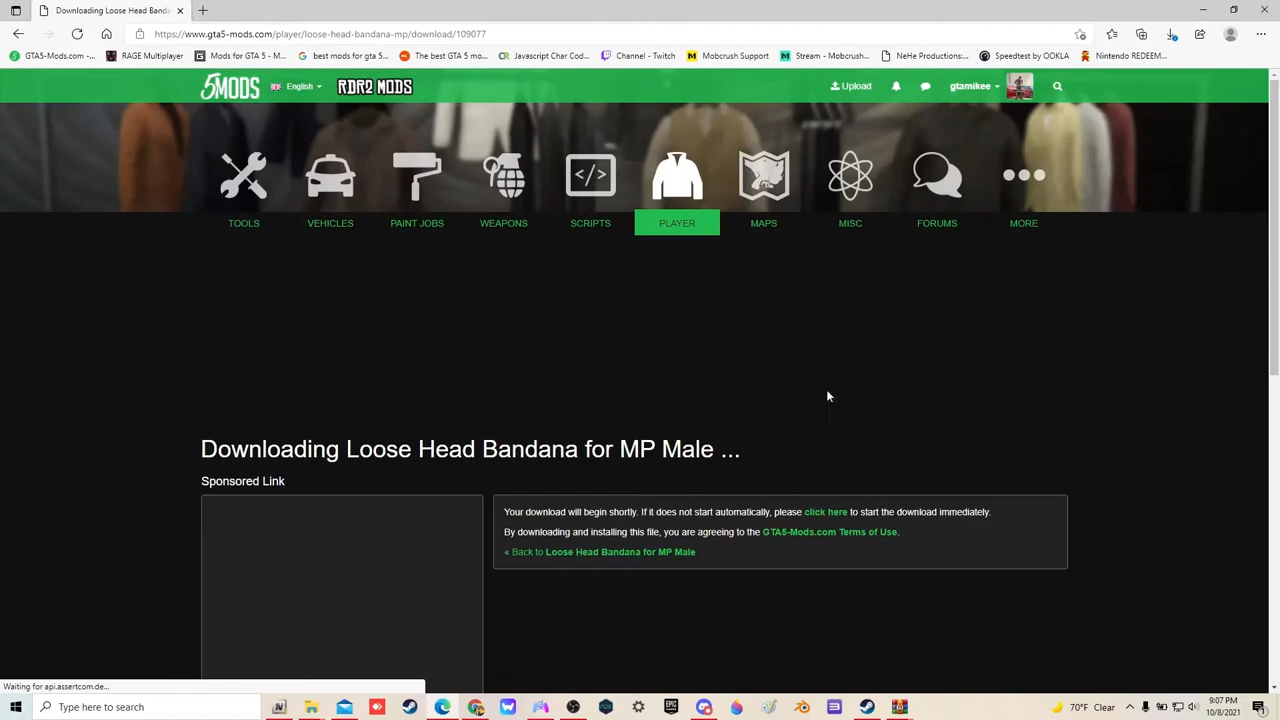 Downloading Loose Head Banda
https://www.gta5-mods.com/player/loose-head-bandana-mp/download/109077
GTA5-Mods.com -...
RAGE Multiplayer
Mods for GTA 5 - M...
best mods for gta 5...
The best GTA 5 mo...
Javascript Char Cod...
Channel - Twitch
Mobcrush Support
Stream - Mobcrush...
NeHe Productions:...
Speedtest by OOKLA
Nintendo REDEEM...
5MODS
English
RDR2 MODS
Upload
gtamikee
TOOLS
VEHICLES
PAINT JOBS
WEAPONS
SCRIPTS
PLAYER
MAPS
MISC
FORUMS
MORE
Downloading Loose Head Bandana for MP Male ...
Sponsored Link
Your download will begin shortly. If it does not start automatically, please click here to start the download immediately.
By downloading and installing this file, you are agreeing to the GTA5-Mods.com Terms of Use.
« Back to Loose Head Bandana for MP Male
Waiting for api.assertcom.de...
Type here to search
70°F Clear
9:07 PM
10/8/2021